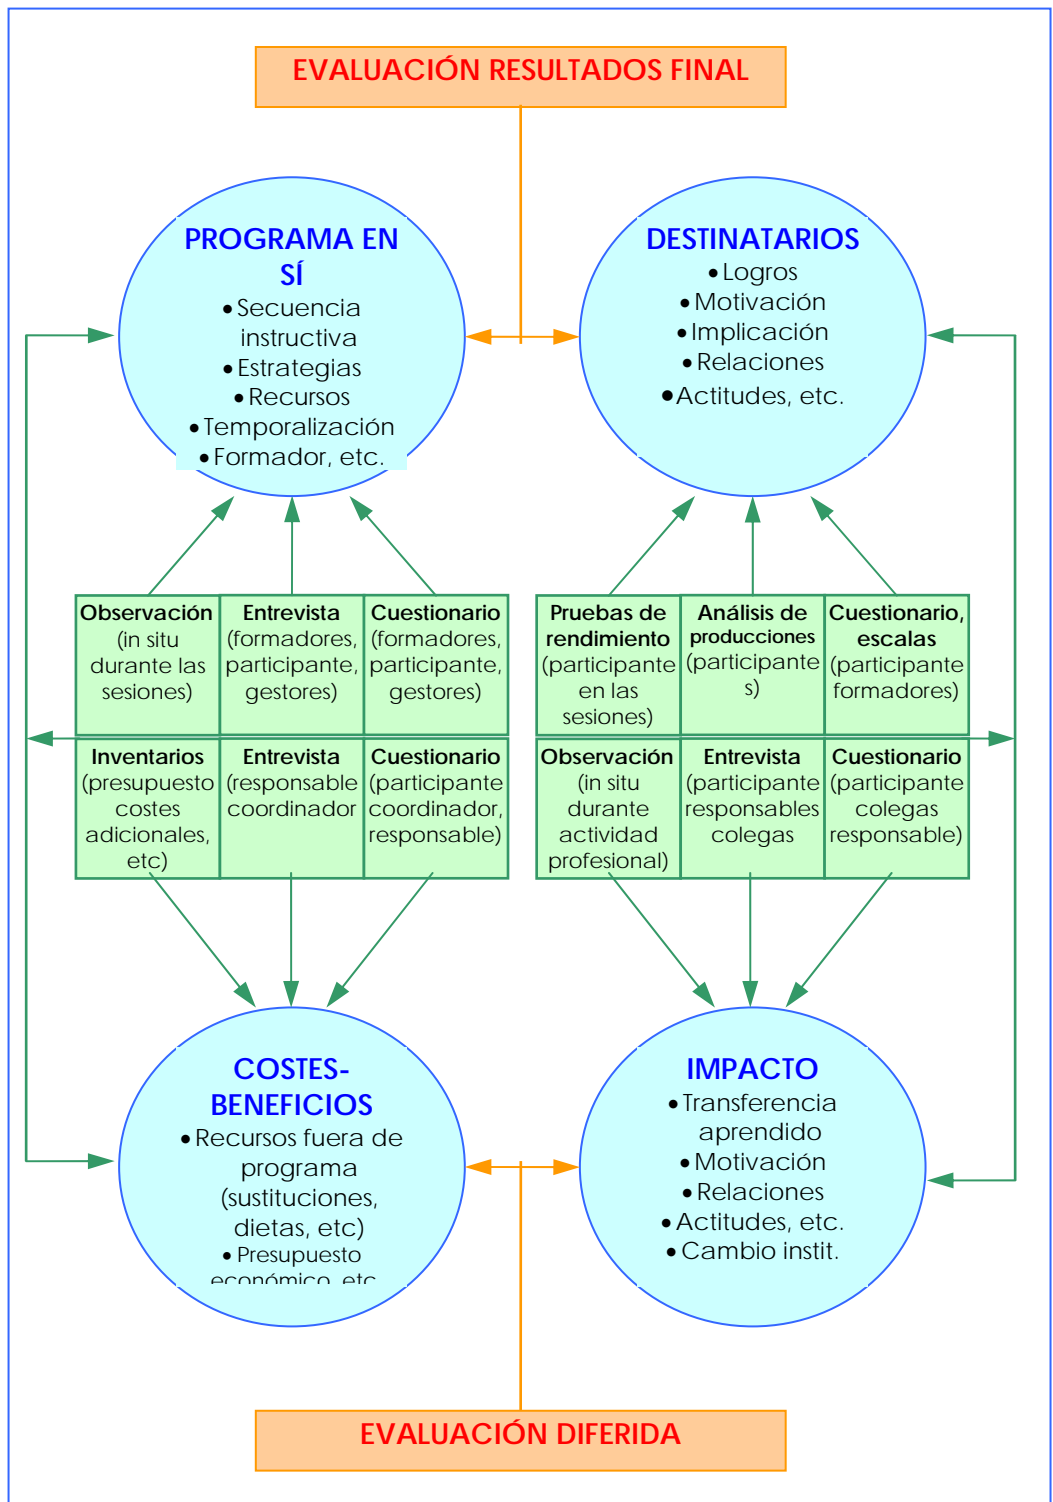 EVALUACIÓN RESULTADOS FINAL
PROGRAMA EN
SÍ
• Secuencia
instructiva
• Estrategias
• Recursos
• Temporalización
• Formador, etc.
DESTINATARIOS
• Logros
• Motivación
• Implicación
• Relaciones
• Actitudes, etc.
Observación
(in situ
durante las
sesiones)
Entrevista
(formadores,
participante,
gestores)
Cuestionario
(formadores,
participante,
gestores)
Pruebas de
rendimiento
(participante
en las
sesiones)
Análisis de
producciones
(participante
s)
Cuestionario,
escalas
(participante
formadores)
Inventarios
(presupuesto
costes
adicionales,
etc)
Entrevista
(responsable
coordinador
Cuestionario
(participante
coordinador,
responsable)
Observación
(in situ
durante
actividad
profesional)
Entrevista
(participante
responsables
colegas
Cuestionario
(participante
colegas
responsable)
COSTES-
BENEFICIOS
• Recursos fuera de
programa
(sustituciones,
dietas, etc)
• Presupuesto
económico, etc
IMPACTO
• Transferencia
aprendido
• Motivación
• Relaciones
• Actitudes, etc.
• Cambio instit.
EVALUACIÓN DIFERIDA